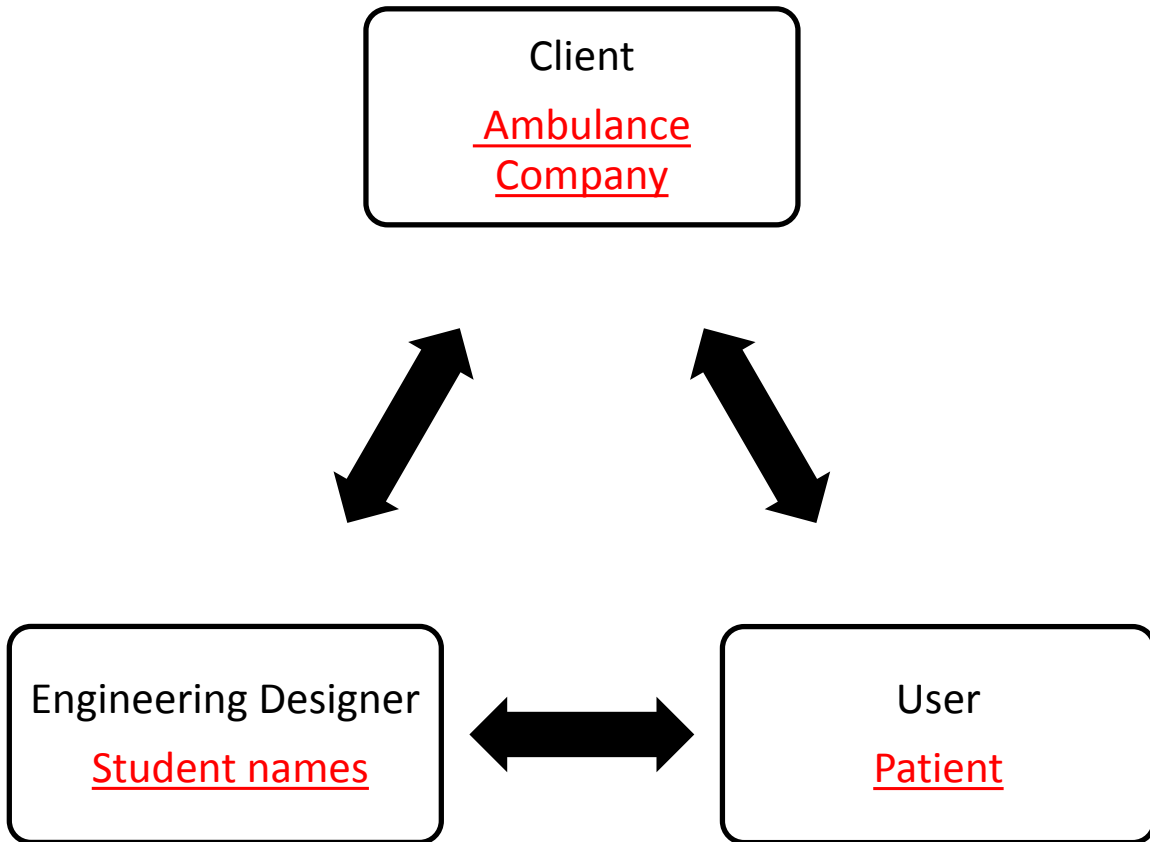 Client
Ambulance
Company
Engineering Designer
Student names
User
Patient